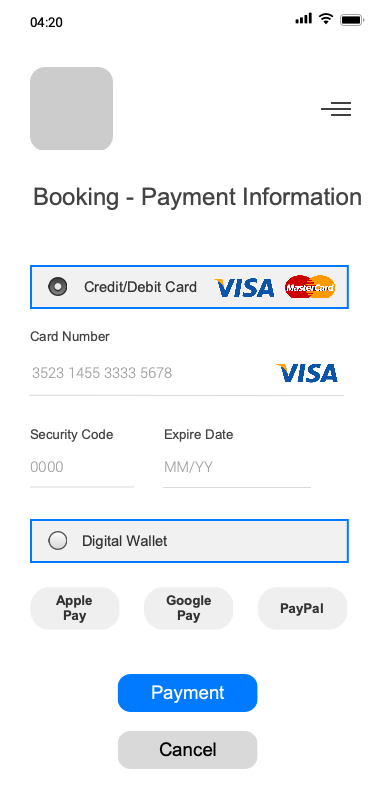 04:20
Booking - Payment Information
Credit/Debit Card VISA MasterCard
Card Number
3523 1455 3333 5678 VISA
Security Code Expire Date
0000 MM/YY
Digital Wallet
Apple Pay
Google Pay
PayPal
Payment
Cancel